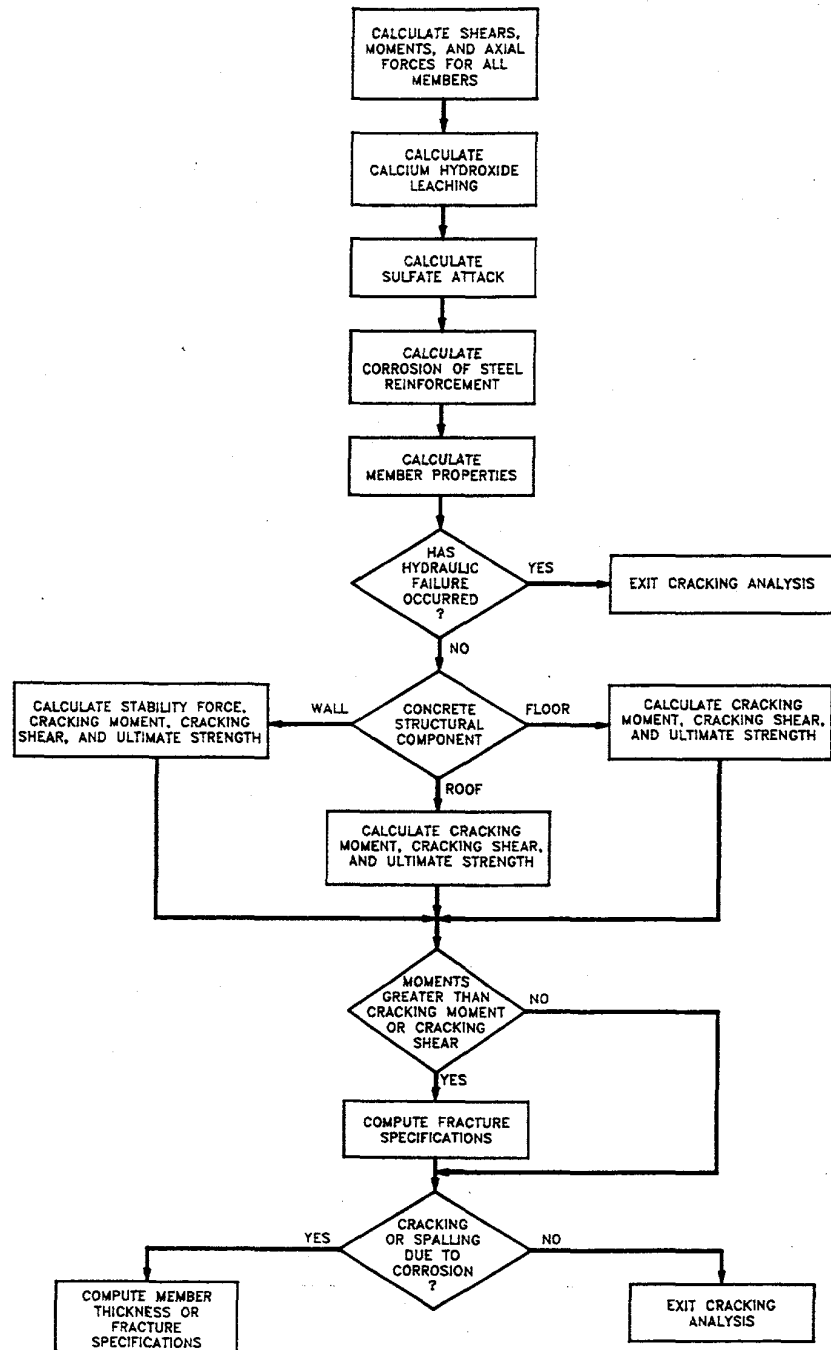 CALCULATE SHEARS,
MOMENTS, AND AXIAL
FORCES FOR ALL
MEMBERS
CALCULATE
CALCIUM HYDROXIDE
LEACHING
CALCULATE
SULFATE ATTACK
CALCULATE
CORROSION OF STEEL
REINFORCEMENT
CALCULATE
MEMBER PROPERTIES
HAS
HYDRAULIC
FAILURE
OCCURRED
?
YES
EXIT CRACKING ANALYSIS
NO
CALCULATE STABILITY FORCE,
CRACKING MOMENT, CRACKING
SHEAR, AND ULTIMATE STRENGTH
WALL
CONCRETE
STRUCTURAL
COMPONENT
FLOOR
CALCULATE CRACKING
MOMENT, CRACKING SHEAR,
AND ULTIMATE STRENGTH
ROOF
CALCULATE CRACKING
MOMENT, CRACKING SHEAR,
AND ULTIMATE STRENGTH
MOMENTS
GREATER THAN
CRACKING MOMENT
OR CRACKING
SHEAR
NO
YES
COMPUTE FRACTURE
SPECIFICATIONS
CRACKING
OR SPALLING
DUE TO
CORROSION
?
YES
NO
COMPUTE MEMBER
THICKNESS OR
FRACTURE
SPECIFICATIONS
EXIT CRACKING
ANALYSIS